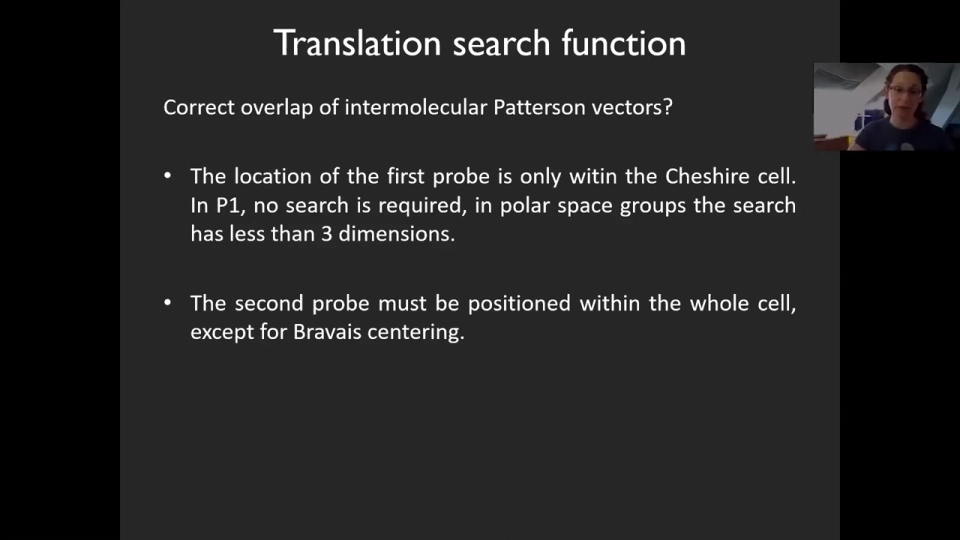 Translation search function
Correct overlap of intermolecular Patterson vectors?
• The location of the first probe is only witin the Cheshire cell.
In P1, no search is required, in polar space groups the search
has less than 3 dimensions.
• The second probe must be positioned within the whole cell,
except for Bravais centering.